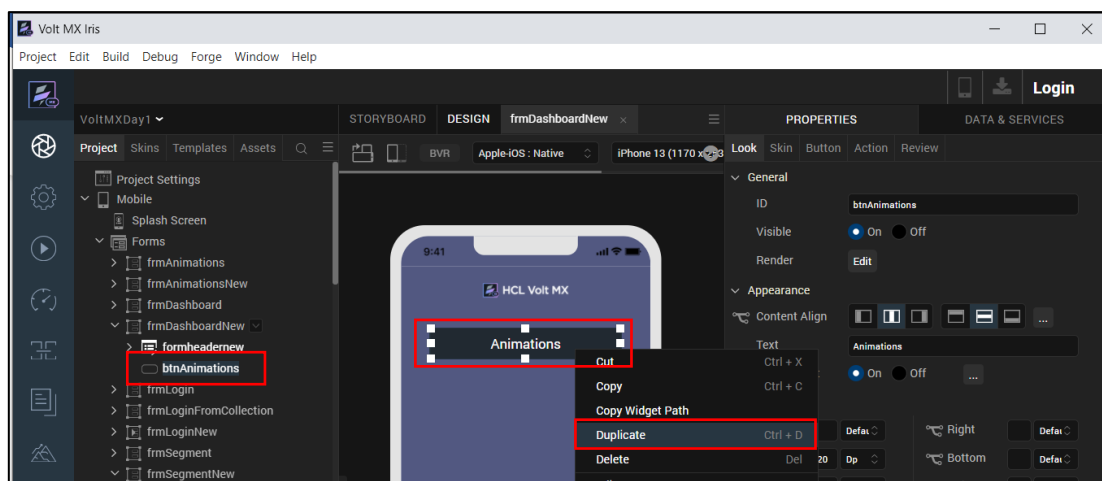 Volt MX Iris
Project Edit Build Debug Forge Window Help
Login
VoltMXDay1
STORYBOARD DESIGN frmDashboardNew × PROPERTIES DATA & SERVICES
Project Skins Templates Assets BVR Apple-iOS : Native iPhone 13 (1170 x Look Skin Button Action Review
Project Settings General
Mobile ID btnAnimations
Splash Screen Visible On Off
Forms 9:41
frmAnimations Render Edit
frmAnimationsNew HCL Volt MX Appearance
frmDashboard Content Align ...
frmDashboardNew Animations Text Animations
formheadernew Cut Ctrl + X
btnAnimations Copy Ctrl + C On Off ...
frmLogin Copy Widget Path
frmLoginFromCollection
frmLoginNew Duplicate Ctrl + D Right
frmSegment Delete Del 20 Dp Bottom
frmSegmentNew